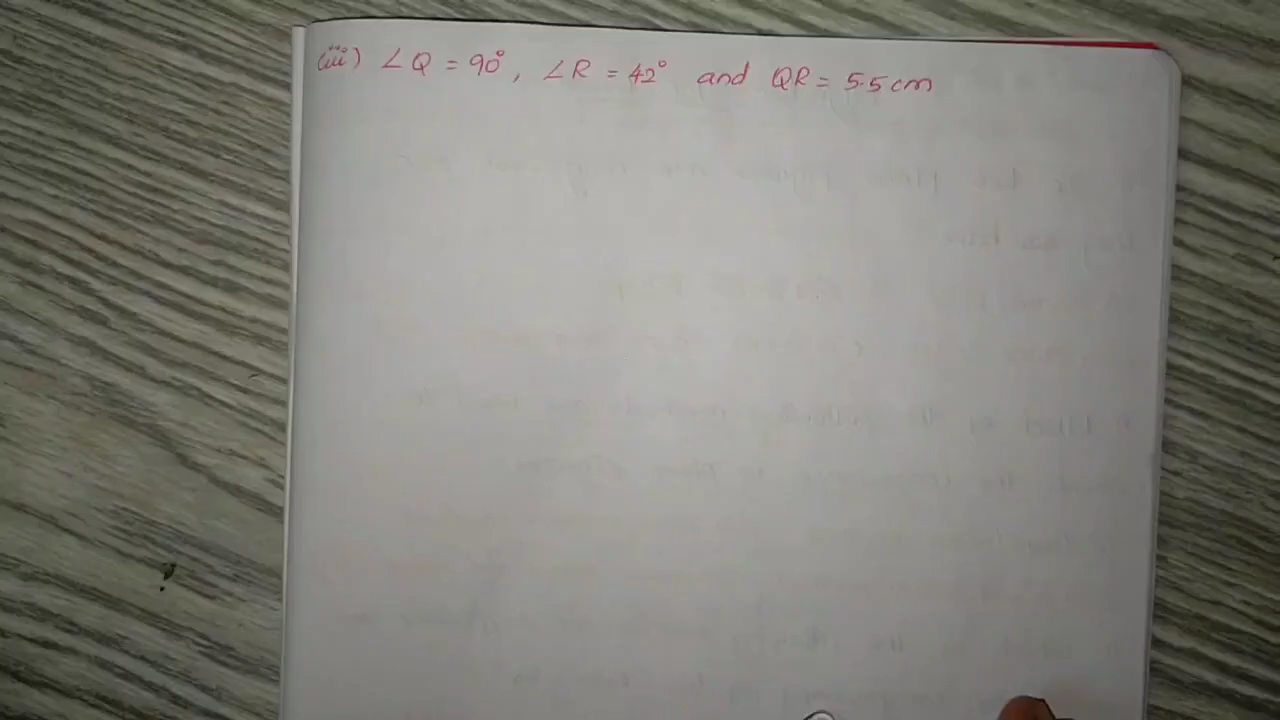 (iii) ∠Q = 90°, ∠R = 42° and QR = 5.5 cm